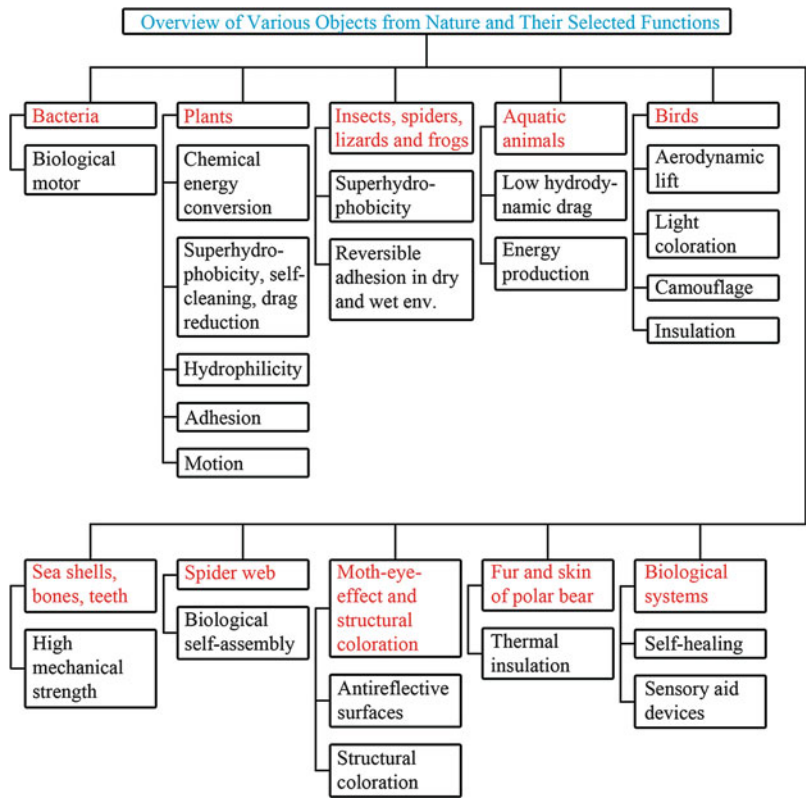 Overview of Various Objects from Nature and Their Selected Functions
Bacteria
Biological
motor
Plants
Chemical
energy
conversion
Superhydro-
phobicity, self-
cleaning, drag
reduction
Hydrophilicity
Adhesion
Motion
Insects, spiders,
lizards and frogs
Superhydro-
phobicity
Reversible
adhesion in dry
and wet env.
Aquatic
animals
Low hydrody-
namic drag
Energy
production
Birds
Aerodynamic
lift
Light
coloration
Camouflage
Insulation
Sea shells,
bones, teeth
High
mechanical
strength
Spider web
Biological
self-assembly
Moth-eye-
effect and
structural
coloration
Antireflective
surfaces
Structural
coloration
Fur and skin
of polar bear
Thermal
insulation
Biological
systems
Self-healing
Sensory aid
devices